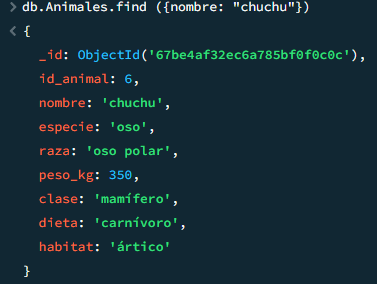 > db.Animales.find ({nombre: "chuchu"})
< {
_id: ObjectId('67be4af32ec6a785bf0f0c0c'),
id_animal: 6,
nombre: 'chuchu',
especie: 'oso',
raza: 'oso polar',
peso_kg: 350,
clase: 'mamífero',
dieta: 'carnívoro',
habitat: 'ártico'
}